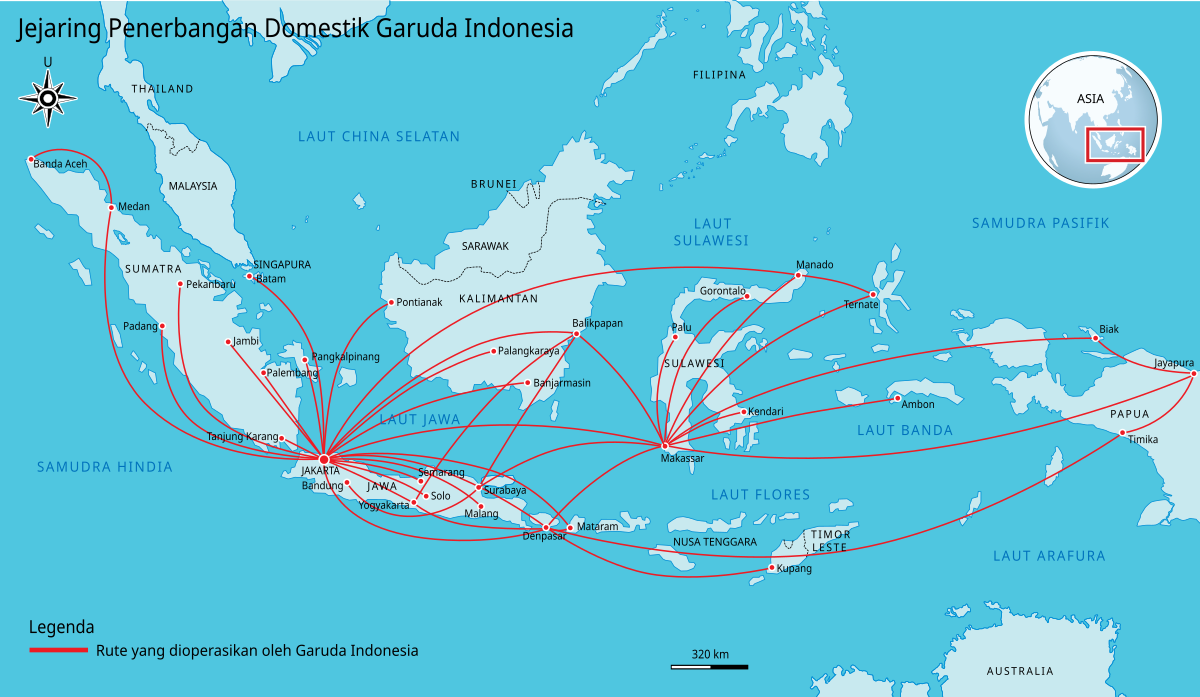 Jejaring Penerbangan Domestik Garuda Indonesia
U
THAILAND
FILIPINA
ASIA
LAUT CHINA SELATAN
Banda Aceh
MALAYSIA
BRUNEI
Medan
LAUT
SULAWESI
SAMUDRA PASIFIK
SARAWAK
SINGAPURA
Batam
SUMATRA
Pekanbaru
Manado
Pontianak
KALIMANTAN
Gorontalo
Ternate
Padang
Balikpapan
Palu
Biak
Jambi
Pangkalpinang
Palangkaraya
SULAWESI
Jayapura
Palembang
Banjarmasin
Ambon
Kendari
PAPUA
LAUT JAWA
LAUT BANDA
Tanjung Karang
Timika
Makassar
SAMUDRA HINDIA
JAKARTA
Semarang
Bandung
JAWA
Surabaya
Solo
LAUT FLORES
Yogyakarta
Malang
Mataram
Denpasar
NUSA TENGGARA
TIMOR
LESTE
LAUT ARAFURA
Kupang
Legenda
Rute yang dioperasikan oleh Garuda Indonesia
320 km
AUSTRALIA